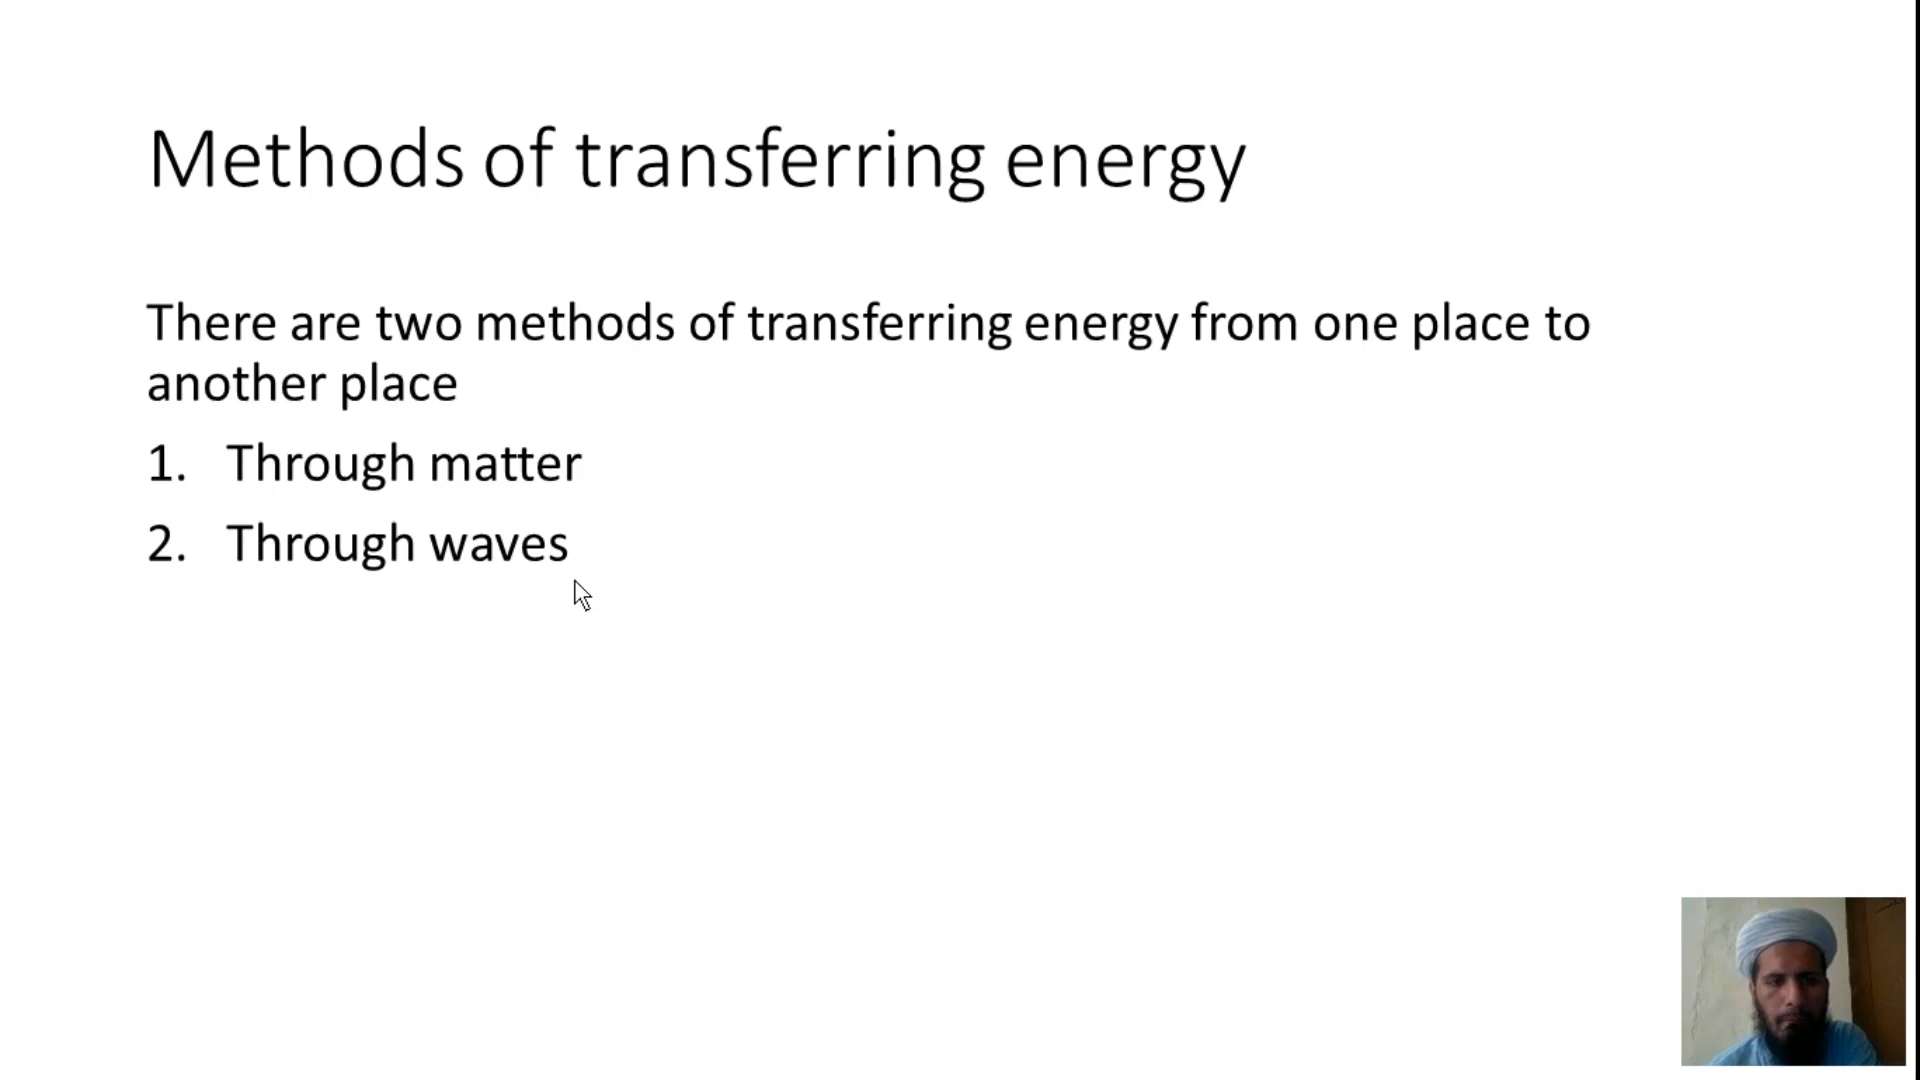 Methods of transferring energy
There are two methods of transferring energy from one place to
another place
1. Through matter
2. Through waves